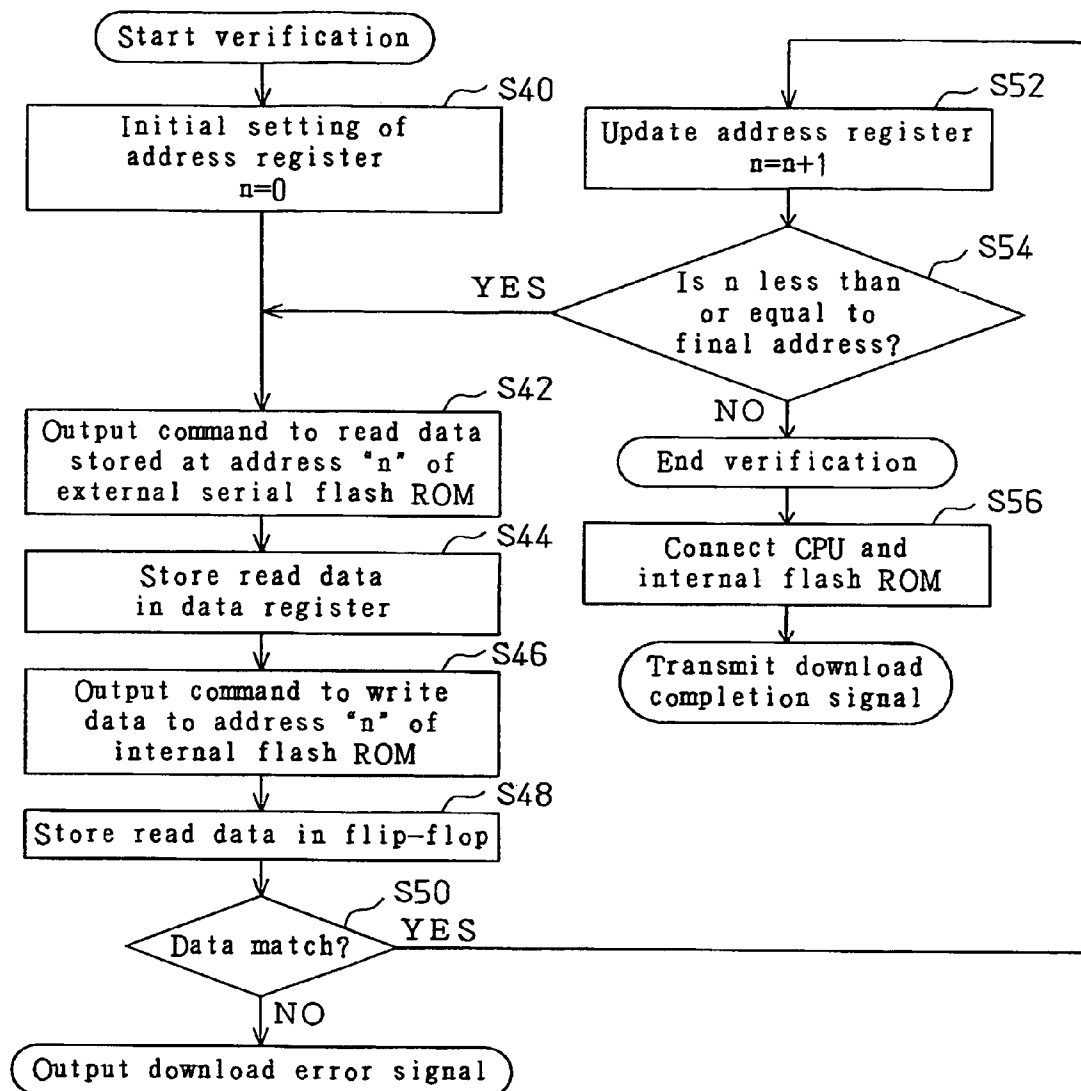 Start verification
S40
Initial setting of
address register
n=0
S42
Output command to read data
stored at address "n" of
external serial flash ROM
S44
Store read data
in data register
S46
Output command to write
data to address "n" of
internal flash ROM
S48
Store read data in flip-flop
S50
Data match?
YES
NO
Output download error signal
S52
Update address register
n=n+1
S54
Is n less than
or equal to
final address?
YES
NO
End verification
S56
Connect CPU and
internal flash ROM
Transmit download
completion signal